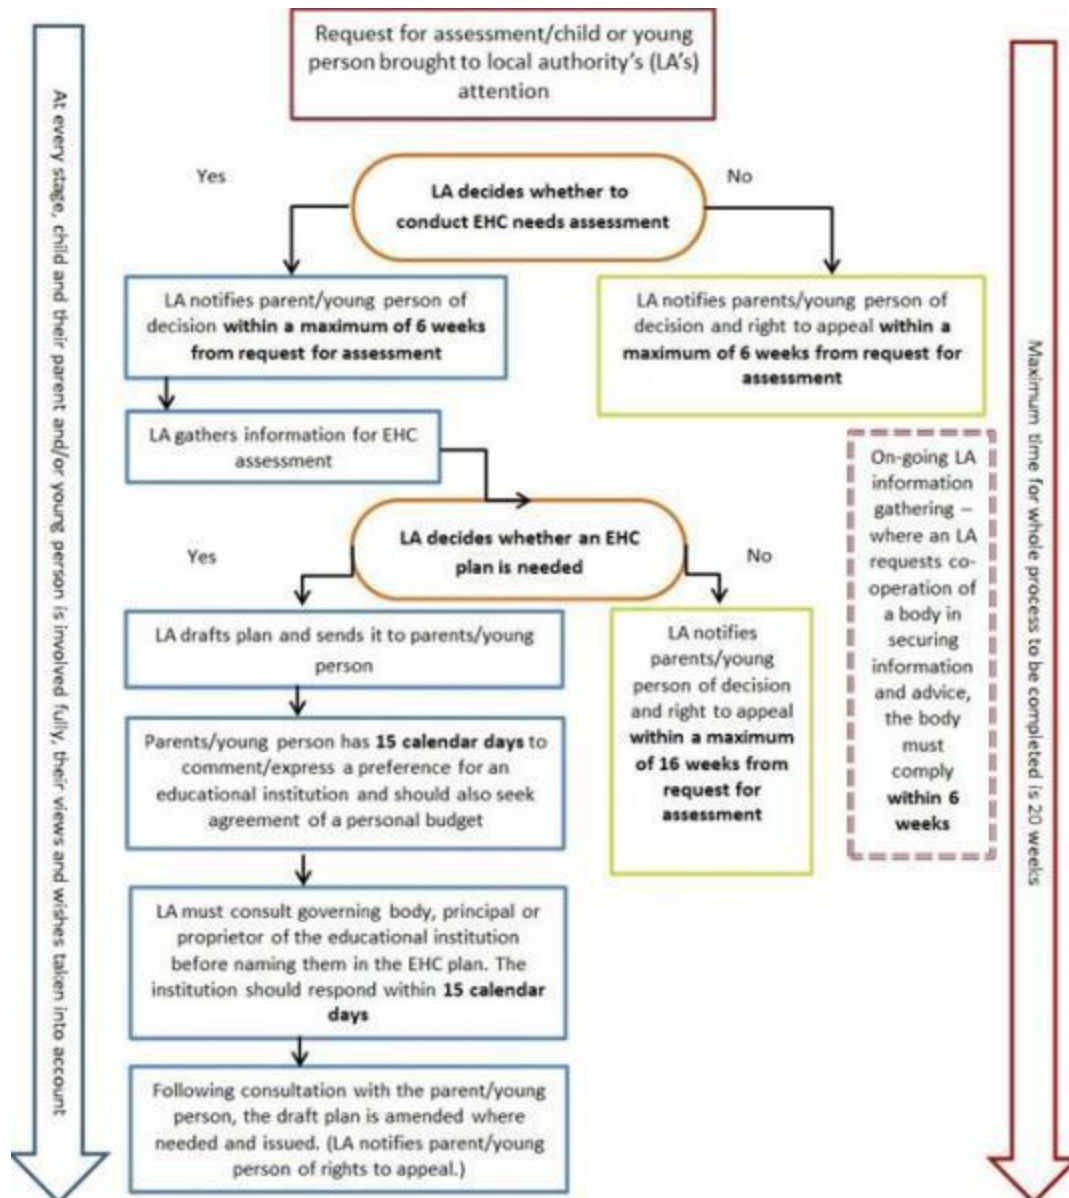 Request for assessment/child or young
person brought to local authority's (LA's)
attention
Yes
No
LA decides whether to
conduct EHC needs assessment
LA notifies parent/young person of
decision within a maximum of 6 weeks
from request for assessment
LA notifies parents/young person of
decision and right to appeal within a
maximum of 6 weeks from request for
assessment
LA gathers information for EHC
assessment
On-going LA
information
gathering –
where an LA
requests co-
operation of
a body in
securing
information
and advice,
the body
must
comply
within 6
weeks
Yes
No
LA decides whether an EHC
plan is needed
LA drafts plan and sends it to parents/young
person
LA notifies
parents/young
person of decision
and right to appeal
within a maximum
of 16 weeks from
request for
assessment
Parents/young person has 15 calendar days to
comment/express a preference for an
educational institution and should also seek
agreement of a personal budget
LA must consult governing body, principal or
proprietor of the educational institution
before naming them in the EHC plan. The
institution should respond within 15 calendar
days
Following consultation with the parent/young
person, the draft plan is amended where
needed and issued. (LA notifies parent/young
person of rights to appeal.)
At every stage, child and their parent and/or young person is involved fully, their views and wishes taken into account
Maximum time for whole process to be completed is 20 weeks